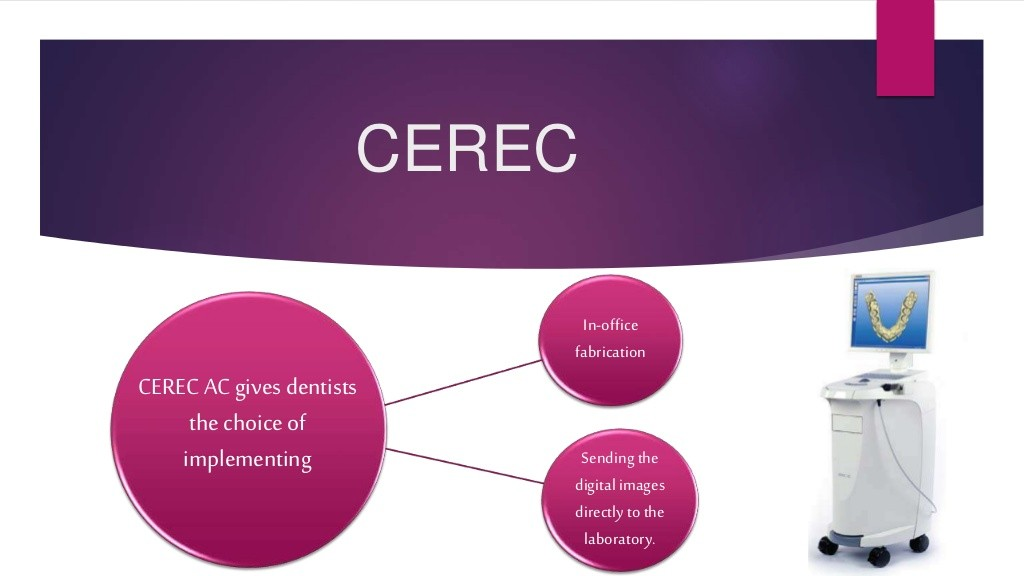 CEREC
CEREC AC gives dentists
the choice of
implementing
In-office
fabrication
Sending the
digital images
directly to the
laboratory.